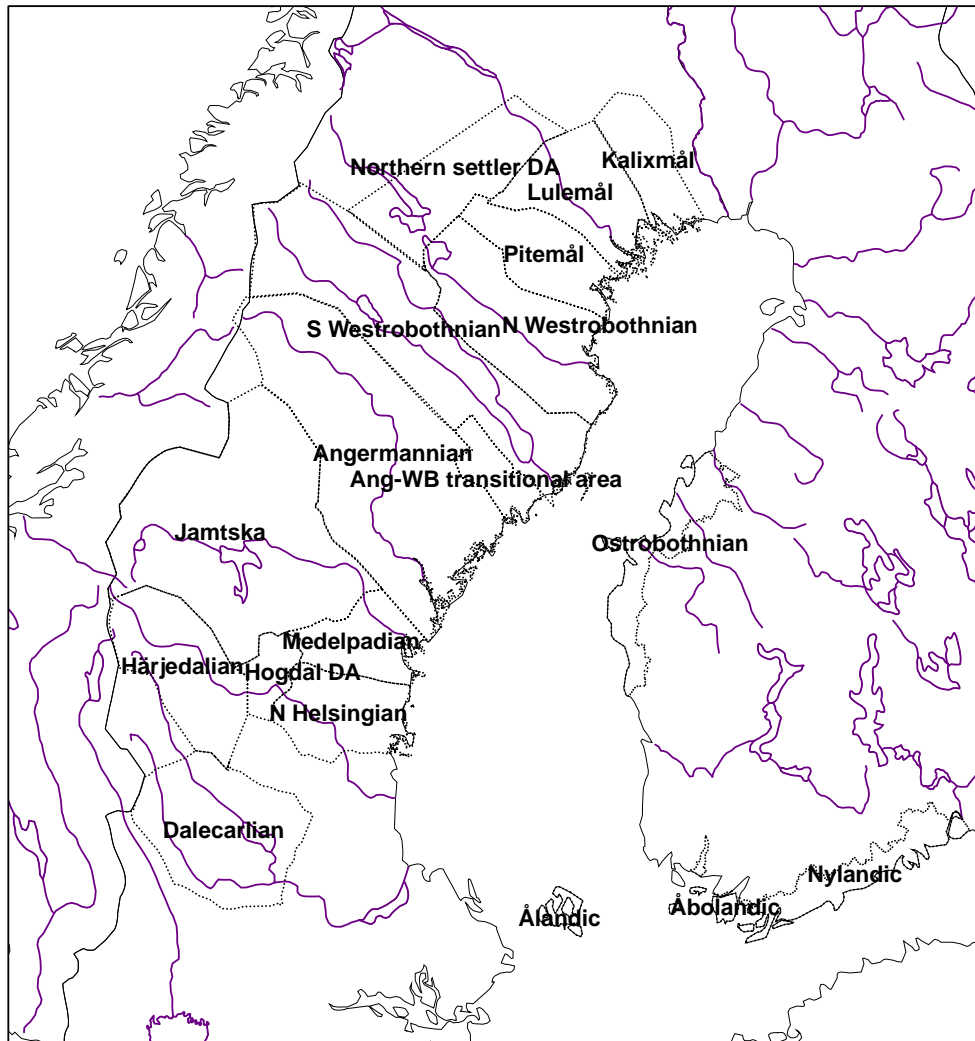 Kalixmål
Northern settler DA
Lulemål
Pitemål
S Westrobothnian
N Westrobothnian
Angermannian
Ang-WB transitional area
Jamtska
Ostrobothnian
Medelpadian
Härjedalian
Hogdal DA
N Helsingian
Dalecarlian
Nylandic
Åbolandic
Ålandic